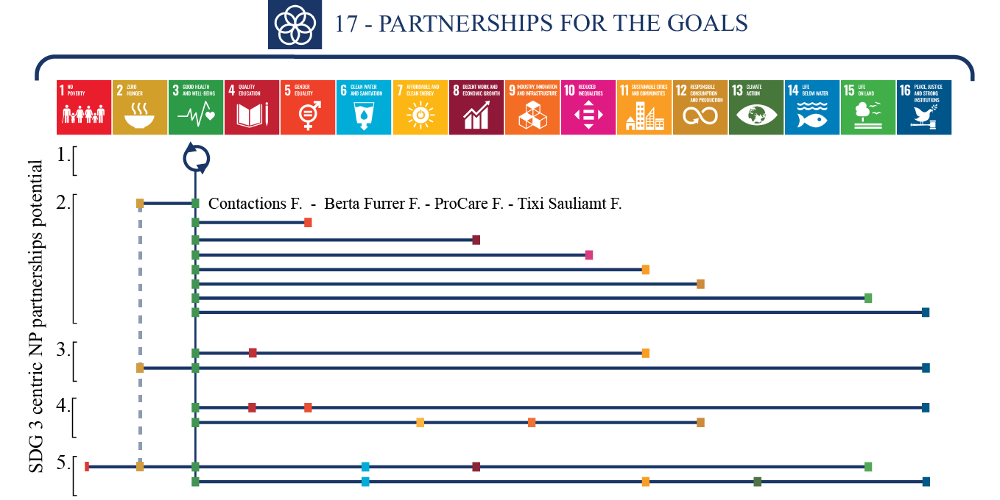 17 - PARTNERSHIPS FOR THE GOALS
1 NO POVERTY
2 ZERO HUNGER
3 GOOD HEALTH AND WELL-BEING
4 QUALITY EDUCATION
5 GENDER EQUALITY
6 CLEAN WATER AND SANITATION
7 AFFORDABLE AND CLEAN ENERGY
8 DECENT WORK AND ECONOMIC GROWTH
9 INDUSTRY, INNOVATION AND INFRASTRUCTURE
10 REDUCED INEQUALITIES
11 SUSTAINABLE CITIES AND COMMUNITIES
12 RESPONSIBLE CONSUMPTION AND PRODUCTION
13 CLIMATE ACTION
14 LIFE BELOW WATER
15 LIFE ON LAND
16 PEACE, JUSTICE AND STRONG INSTITUTIONS
SDG 3 centric NP partnerships potential
1.
2.
Contactions F. - Berta Furrer F. - ProCare F. - Tixi Sauliamt F.
3.
4.
5.